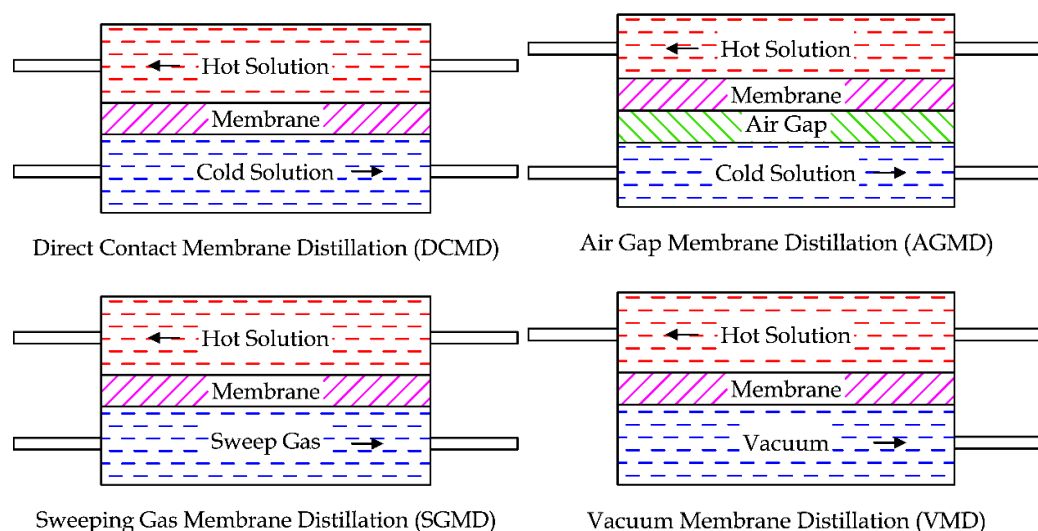 Hot Solution
Membrane
Cold Solution
Direct Contact Membrane Distillation (DCMD)
Hot Solution
Membrane
Air Gap
Cold Solution
Air Gap Membrane Distillation (AGMD)
Hot Solution
Membrane
Sweep Gas
Sweeping Gas Membrane Distillation (SGMD)
Hot Solution
Membrane
Vacuum
Vacuum Membrane Distillation (VMD)